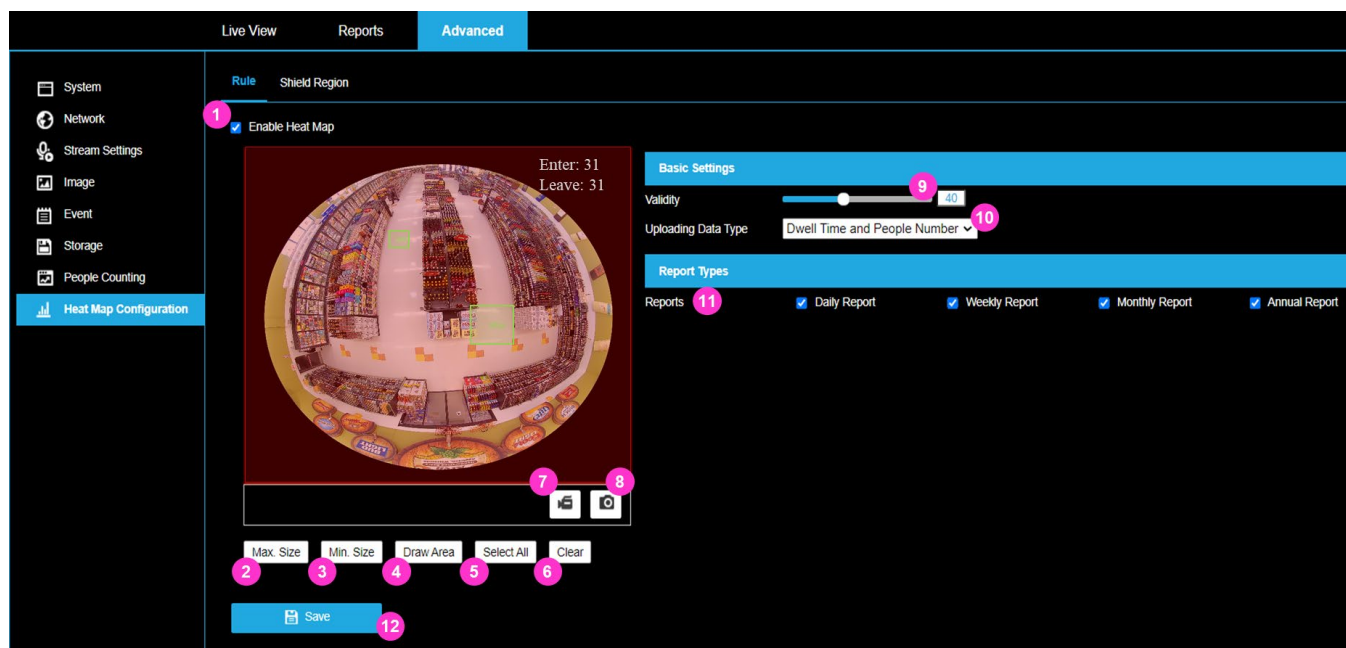 Live View Reports Advanced
System
Network
Stream Settings
Image
Event
Storage
People Counting
Heat Map Configuration
Rule Shield Region
1
Enable Heat Map
Enter: 31
Leave: 31
7 8
Max. Size Min. Size Draw Area Select All Clear
2 3 4 5 6
Save
12
Basic Settings
Validity 9 40
Uploading Data Type Dwell Time and People Number 10
Report Types
Reports 11 Daily Report Weekly Report Monthly Report Annual Report